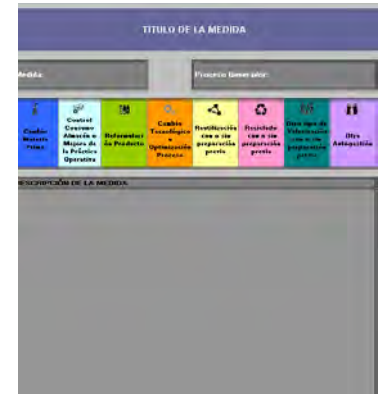 TITULO DE LA MEDIDA
Medida:
Proceso Generador:
Cambio
Materia
Prima
Control
Consumo
Almacén o
Mejora de
la Práctica
Operativa
Reformulaci
ón Producto
Cambio
Tecnológico
o
Optimización
Proceso
Reutilización
con o sin
preparación
previa
Reciclado
con o sin
preparación
previa
Otro tipo de
Valorización
con o sin
preparación
previa
Otra
Autogestión
DESCRIPCIÓN DE LA MEDIDA